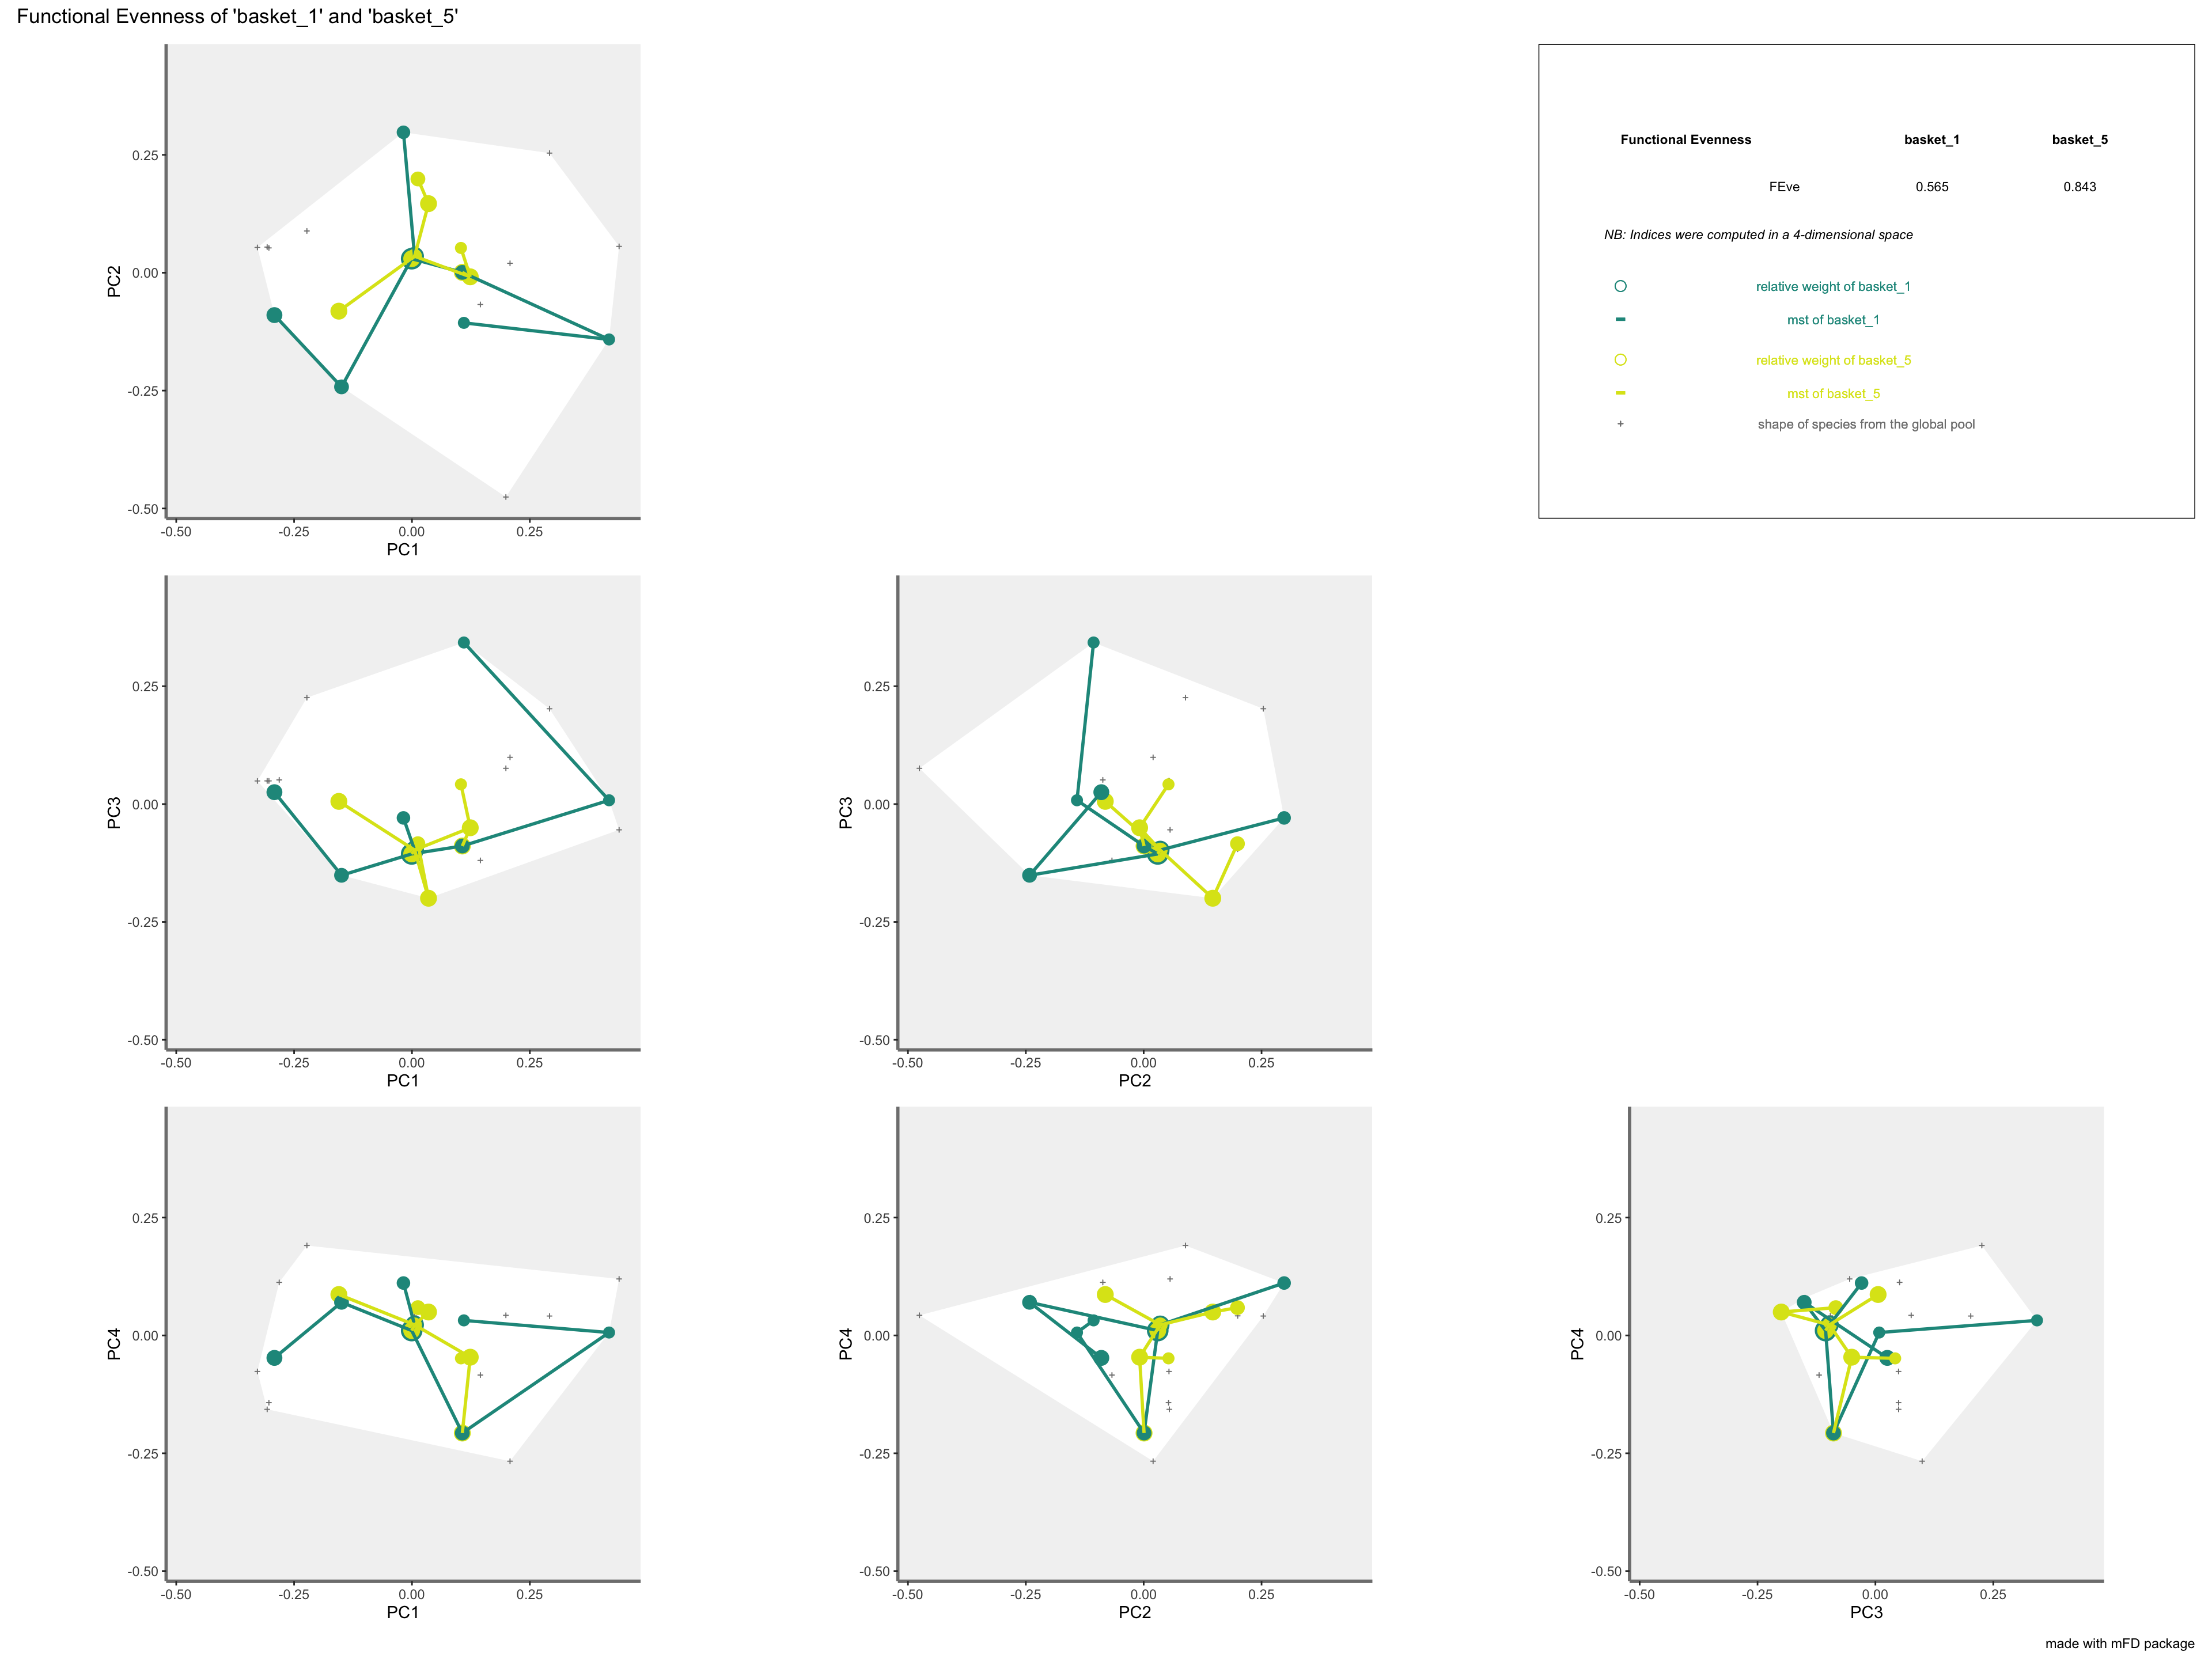 Functional Evenness of 'basket_1' and 'basket_5'
0.25
0.00
-0.25
-0.50
PC2
-0.50 -0.25 0.00 0.25
PC1
Functional Evenness basket_1 basket_5
FEve 0.565 0.843
NB: Indices were computed in a 4-dimensional space
relative weight of basket_1
mst of basket_1
relative weight of basket_5
mst of basket_5
shape of species from the global pool
0.25
0.00
-0.25
-0.50
PC3
-0.50 -0.25 0.00 0.25
PC1
0.25
0.00
-0.25
-0.50
PC3
-0.50 -0.25 0.00 0.25
PC2
0.25
0.00
-0.25
-0.50
PC4
-0.50 -0.25 0.00 0.25
PC1
0.25
0.00
-0.25
-0.50
PC4
-0.50 -0.25 0.00 0.25
PC2
0.25
0.00
-0.25
-0.50
PC4
-0.50 -0.25 0.00 0.25
PC3
made with mFD package